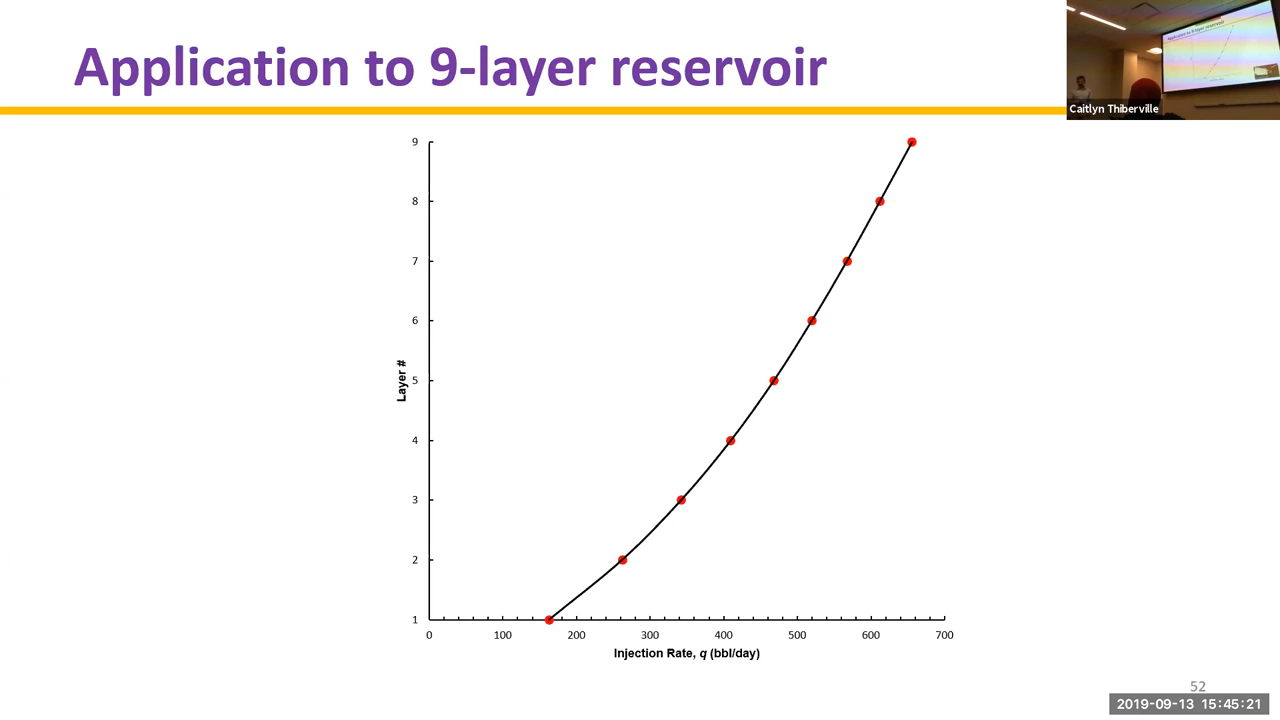 Application to 9-layer reservoir
Caitlyn Thiberville
9
8
7
6
5
4
3
2
1
Layer #
0 100 200 300 400 500 600 700
Injection Rate, q (bbl/day)
52
2019-09-13 15:45:21